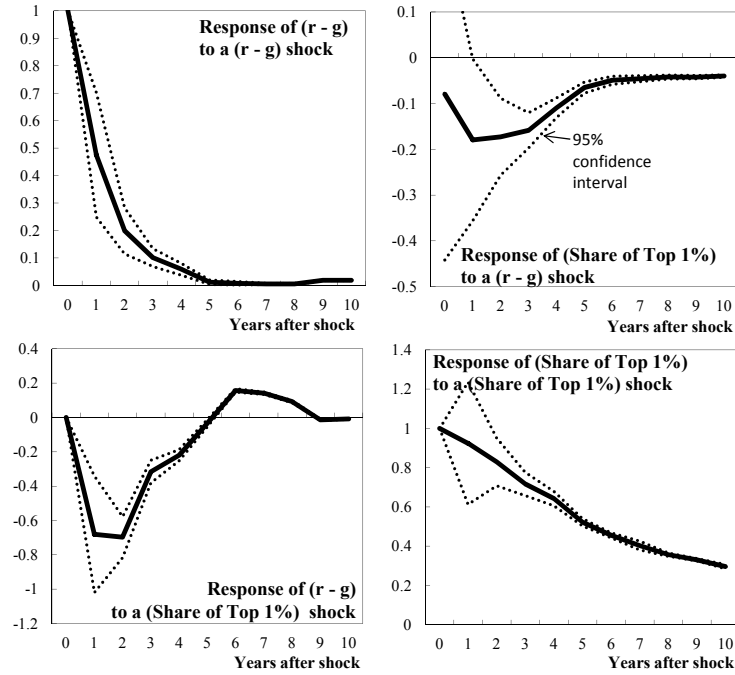 Response of (r - g)
to a (r - g) shock
1
0.9
0.8
0.7
0.6
0.5
0.4
0.3
0.2
0.1
0
0 1 2 3 4 5 6 7 8 9 10
Years after shock
0.1
0
-0.1
-0.2
-0.3
-0.4
-0.5
95%
confidence
interval
Response of (Share of Top 1%)
to a (r - g) shock
0 1 2 3 4 5 6 7 8 9 10
Years after shock
0.4
0.2
0
-0.2
-0.4
-0.6
-0.8
-1
-1.2
Response of (r - g)
to a (Share of Top 1%) shock
0 1 2 3 4 5 6 7 8 9 10
Years after shock
Response of (Share of Top 1%)
to a (Share of Top 1%) shock
1.4
1.2
1
0.8
0.6
0.4
0.2
0
0 1 2 3 4 5 6 7 8 9 10
Years after shock